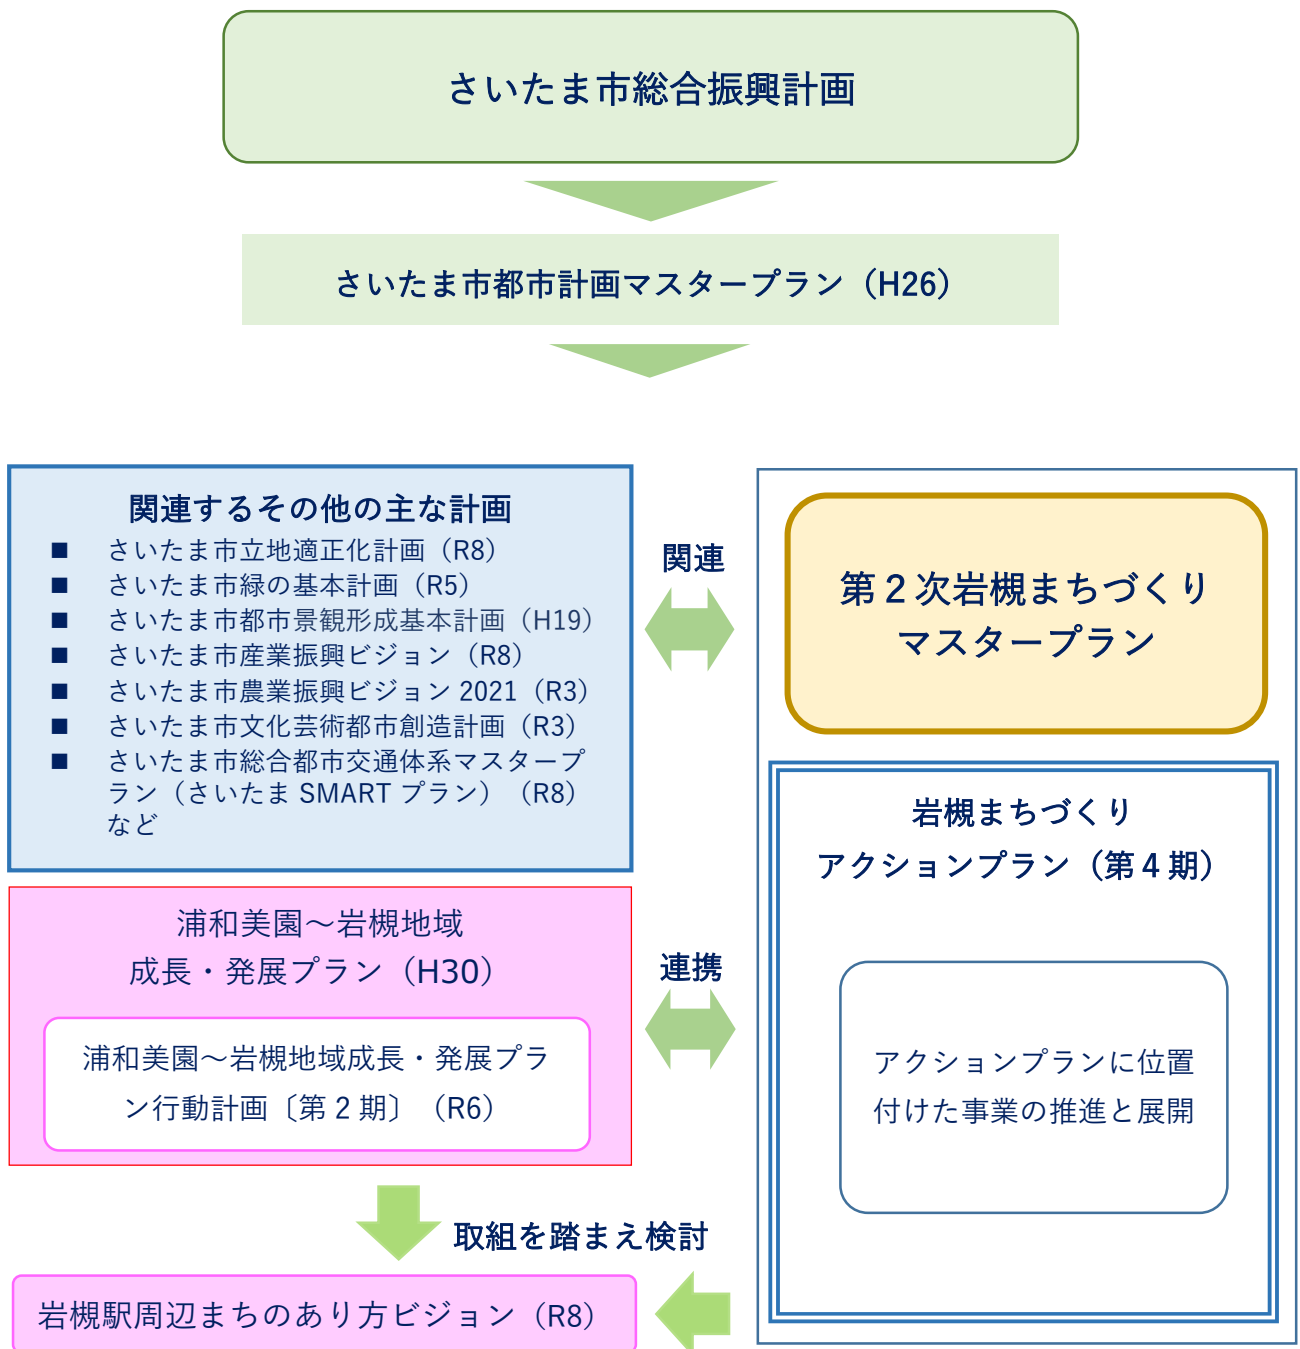 さいたま市総合振興計画
さいたま市都市計画マスタープラン（H26）
関連するその他の主な計画
■ さいたま市立地適正化計画（R8）
■ さいたま市緑の基本計画（R5）
■ さいたま市都市景観形成基本計画（H19）
■ さいたま市産業振興ビジョン（R8）
■ さいたま市農業振興ビジョン 2021（R3）
■ さいたま市文化芸術都市創造計画（R3）
■ さいたま市総合都市交通体系マスタープ
ラン（さいたま SMART プラン）（R8）
など
関連
第２次岩槻まちづくり
マスタープラン
岩槻まちづくり
アクションプラン（第４期）
アクションプランに位置
付けた事業の推進と展開
浦和美園～岩槻地域
成長・発展プラン（H30）
浦和美園～岩槻地域成長・発展プラ
ン行動計画〔第２期〕（R6）
連携
取組を踏まえ検討
岩槻駅周辺まちのあり方ビジョン（R8）